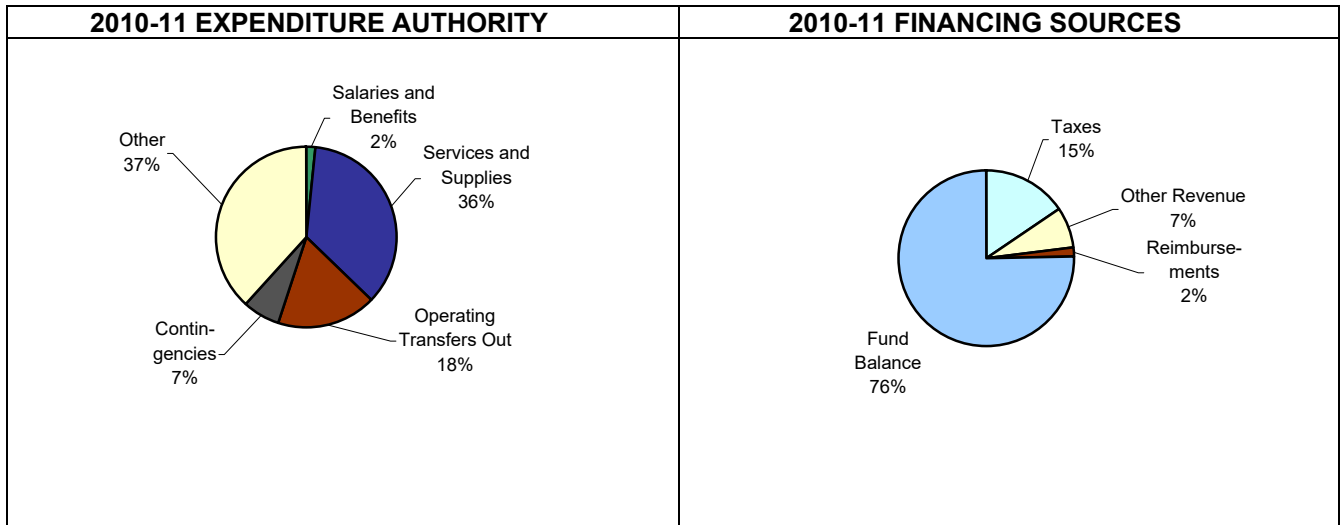 2010-11 EXPENDITURE AUTHORITY
Salaries and
Benefits
2%
Services and
Supplies
36%
Operating
Transfers Out
18%
Contin-
gencies
7%
Other
37%
2010-11 FINANCING SOURCES
Taxes
15%
Other Revenue
7%
Reimburse-
ments
2%
Fund
Balance
76%